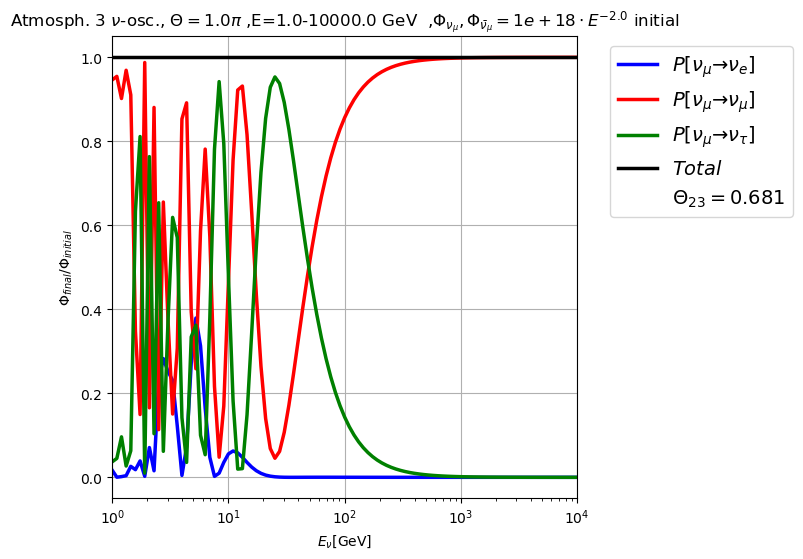 Atmosph. 3 ν-osc., Θ = 1.0π ,E=1.0-10000.0 GeV ,Φ_{ν_μ}, Φ_{ν̄_μ} = 1e + 18 · E^{−2.0} initial
P[ν_μ→ν_e]
P[ν_μ→ν_μ]
P[ν_μ→ν_τ]
Total
Θ_{23} = 0.681
Φ_{final}/Φ_{initial}
1.0
0.8
0.6
0.4
0.2
0.0
10^0 10^1 10^2 10^3 10^4
E_ν[GeV]